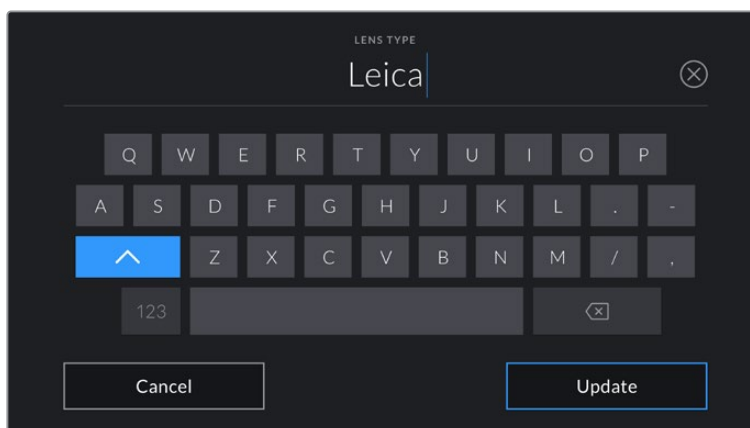 LENS TYPE
Leica
Q W E R T Y U I O P
A S D F G H J K L . -
Z X C V B N M / ,
123
Cancel Update